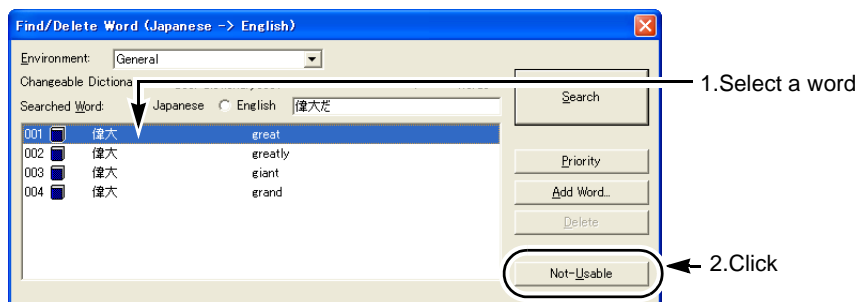 Find/Delete Word (Japanese -> English)
Environment: General
Changeable Dictiona
1.Select a word
Searched Word: Japanese English 偉大だ
Search
001 偉大 great
002 偉大 greatly
003 偉大 giant
004 偉大 grand
Priority
Add Word...
Delete
Not-Usable
2.Click